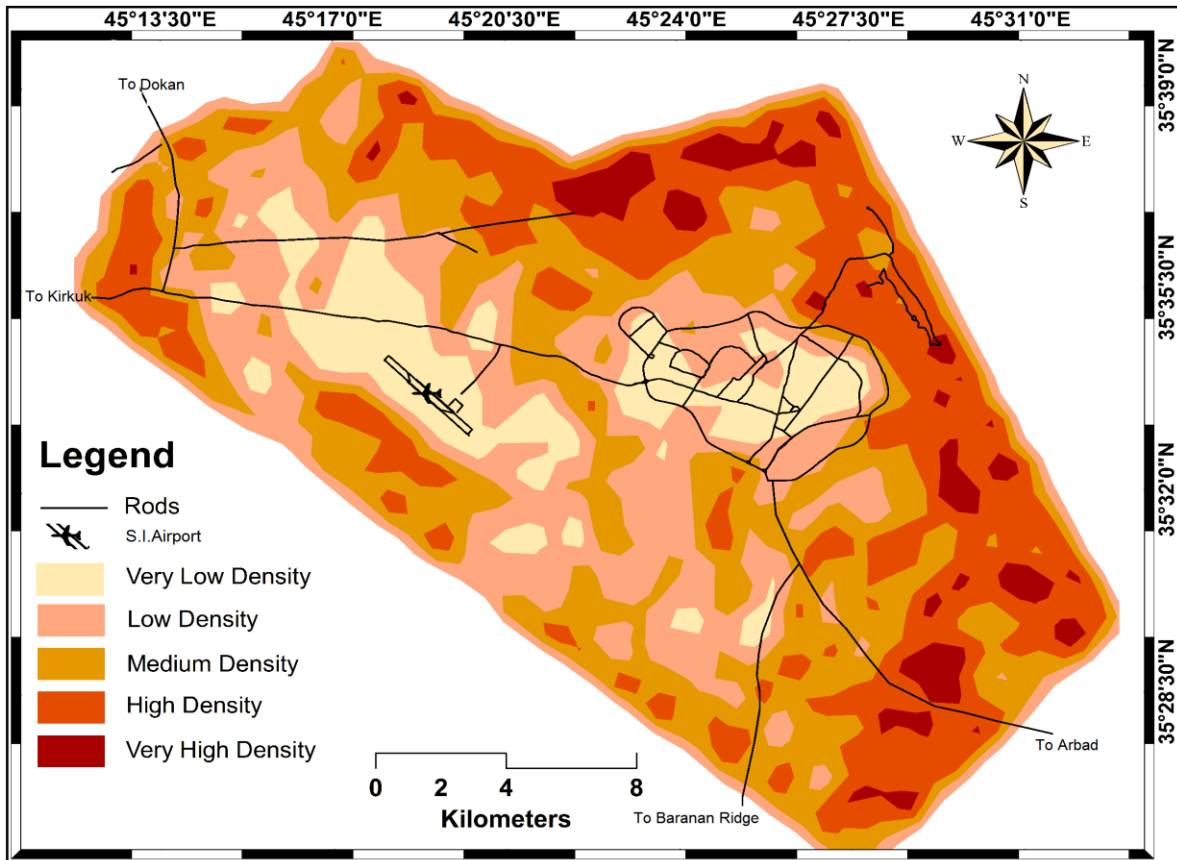 45°13'30"E 45°17'0"E 45°20'30"E 45°24'0"E 45°27'30"E 45°31'0"E
35°39'0"N
35°35'30"N
35°32'0"N
35°28'30"N
N
W E
S
To Dokan
To Kirkuk
Legend
Rods
S.I.Airport
Very Low Density
Low Density
Medium Density
High Density
Very High Density
0 2 4 8
Kilometers
To Baranan Ridge
To Arbad